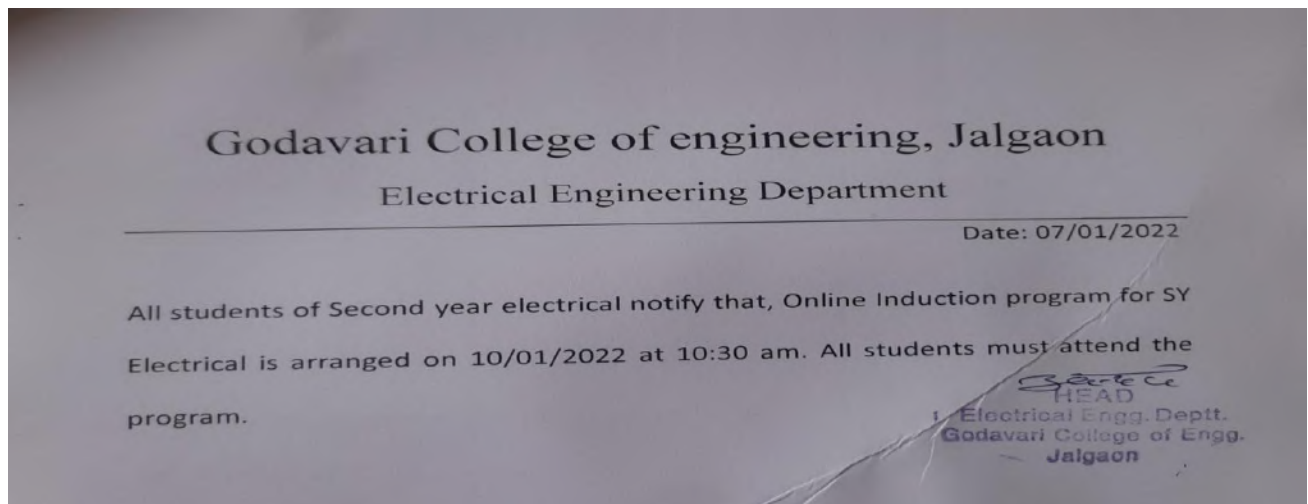 Godavari College of engineering, Jalgaon
Electrical Engineering Department
Date: 07/01/2022
All students of Second year electrical notify that, Online Induction program for SY
Electrical is arranged on 10/01/2022 at 10:30 am. All students must attend the
program.
HEAD
Electrical Engg. Deptt.
Godavari College of Engg.
Jalgaon